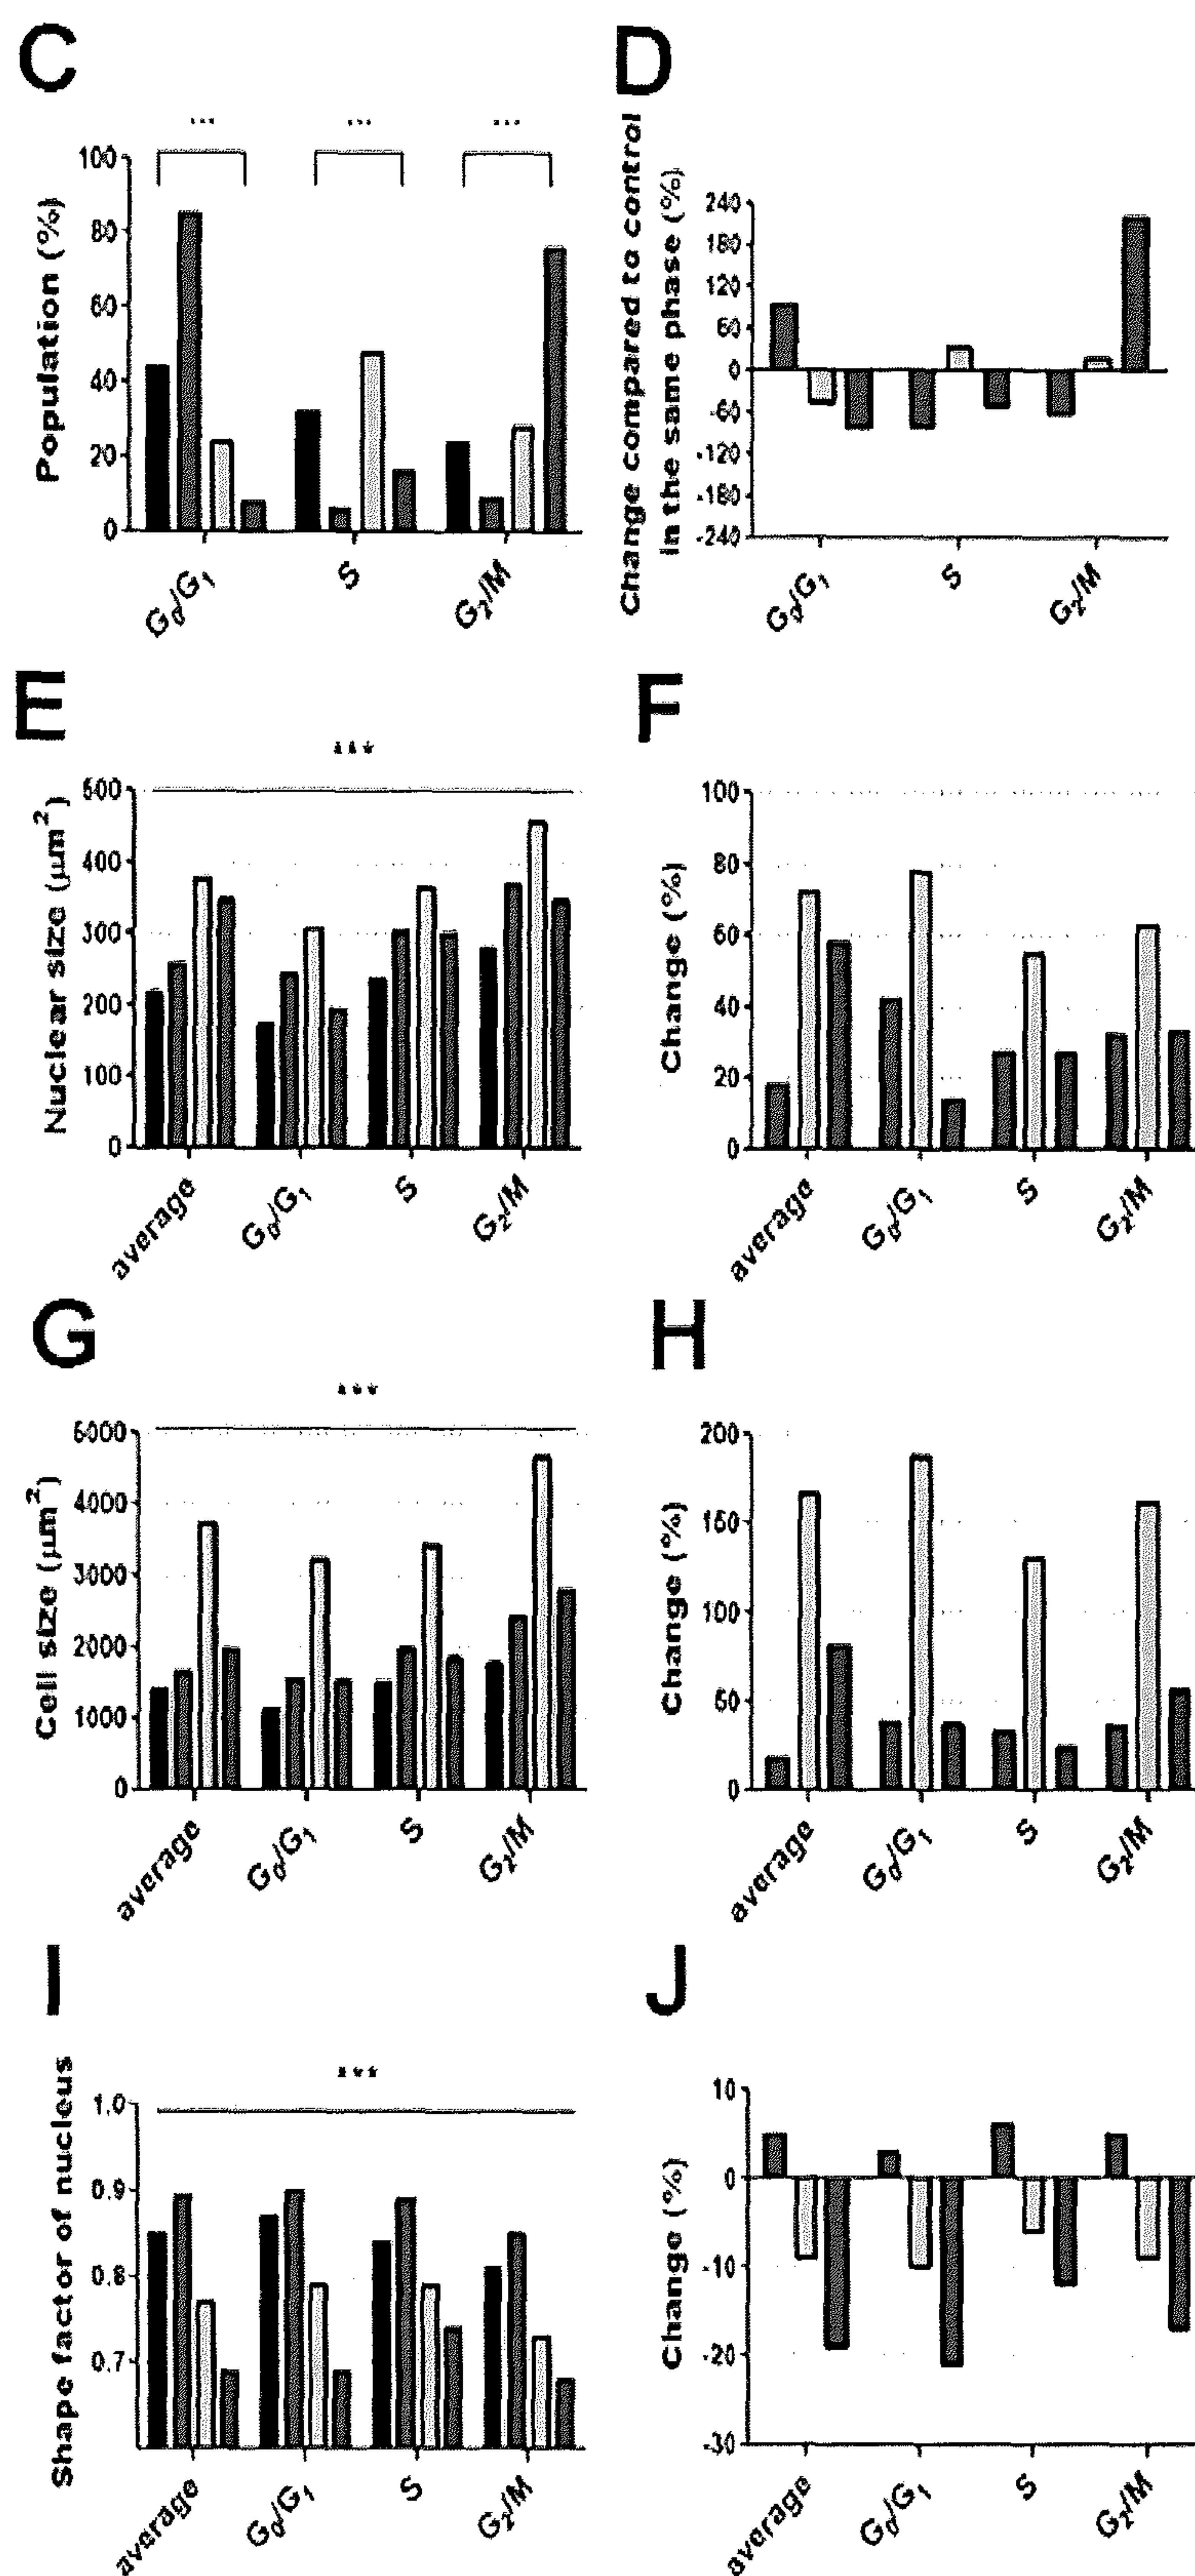 C
D
***
***
***
Population (%)
100
80
60
40
20
0
G0/G1
S
G2/M
Change compared to control
in the same phase (%)
240
180
120
60
0
-60
-120
-180
-240
G0/G1
S
G2/M
E
F
***
Nuclear size (μm2)
500
400
300
200
100
0
average
G0/G1
S
G2/M
Change (%)
100
80
60
40
20
0
average
G0/G1
S
G2/M
G
H
***
Cell size (μm2)
5000
4000
3000
2000
1000
0
average
G0/G1
S
G2/M
Change (%)
200
150
100
50
0
average
G0/G1
S
G2/M
I
J
***
Shape factor of nucleus
1.0
0.9
0.8
0.7
average
G0/G1
S
G2/M
Change (%)
10
0
-10
-20
-30
average
G0/G1
S
G2/M